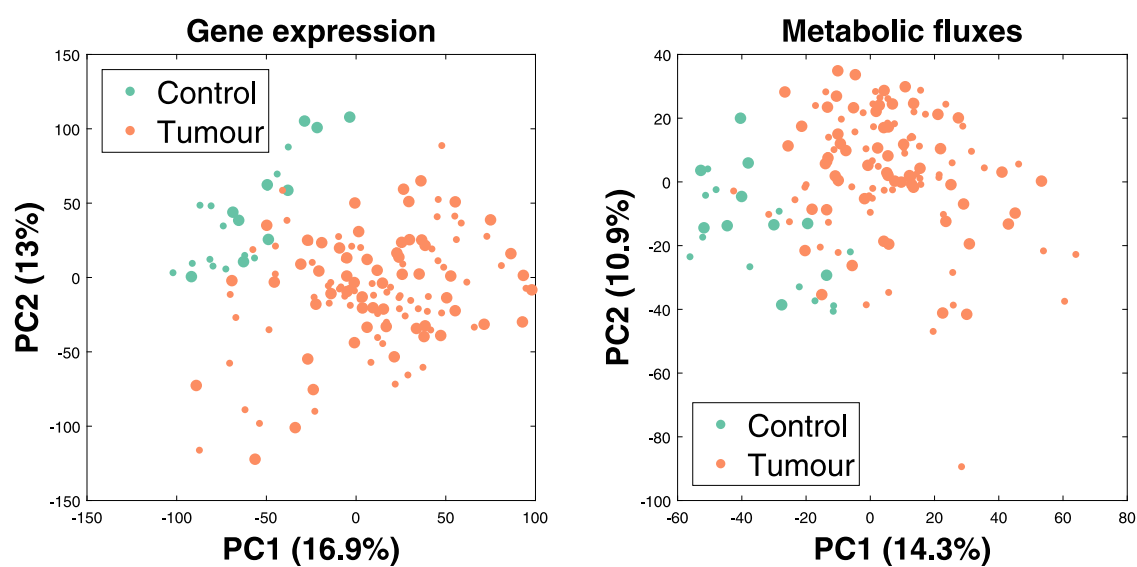 Gene expression
150
100
50
0
-50
-100
-150
-150
-100
-50
0
50
100
PC2 (13%)
PC1 (16.9%)
Control
Tumour
Metabolic fluxes
40
20
0
-20
-40
-60
-80
-100
-60
-40
-20
0
20
40
60
80
PC2 (10.9%)
PC1 (14.3%)
Control
Tumour